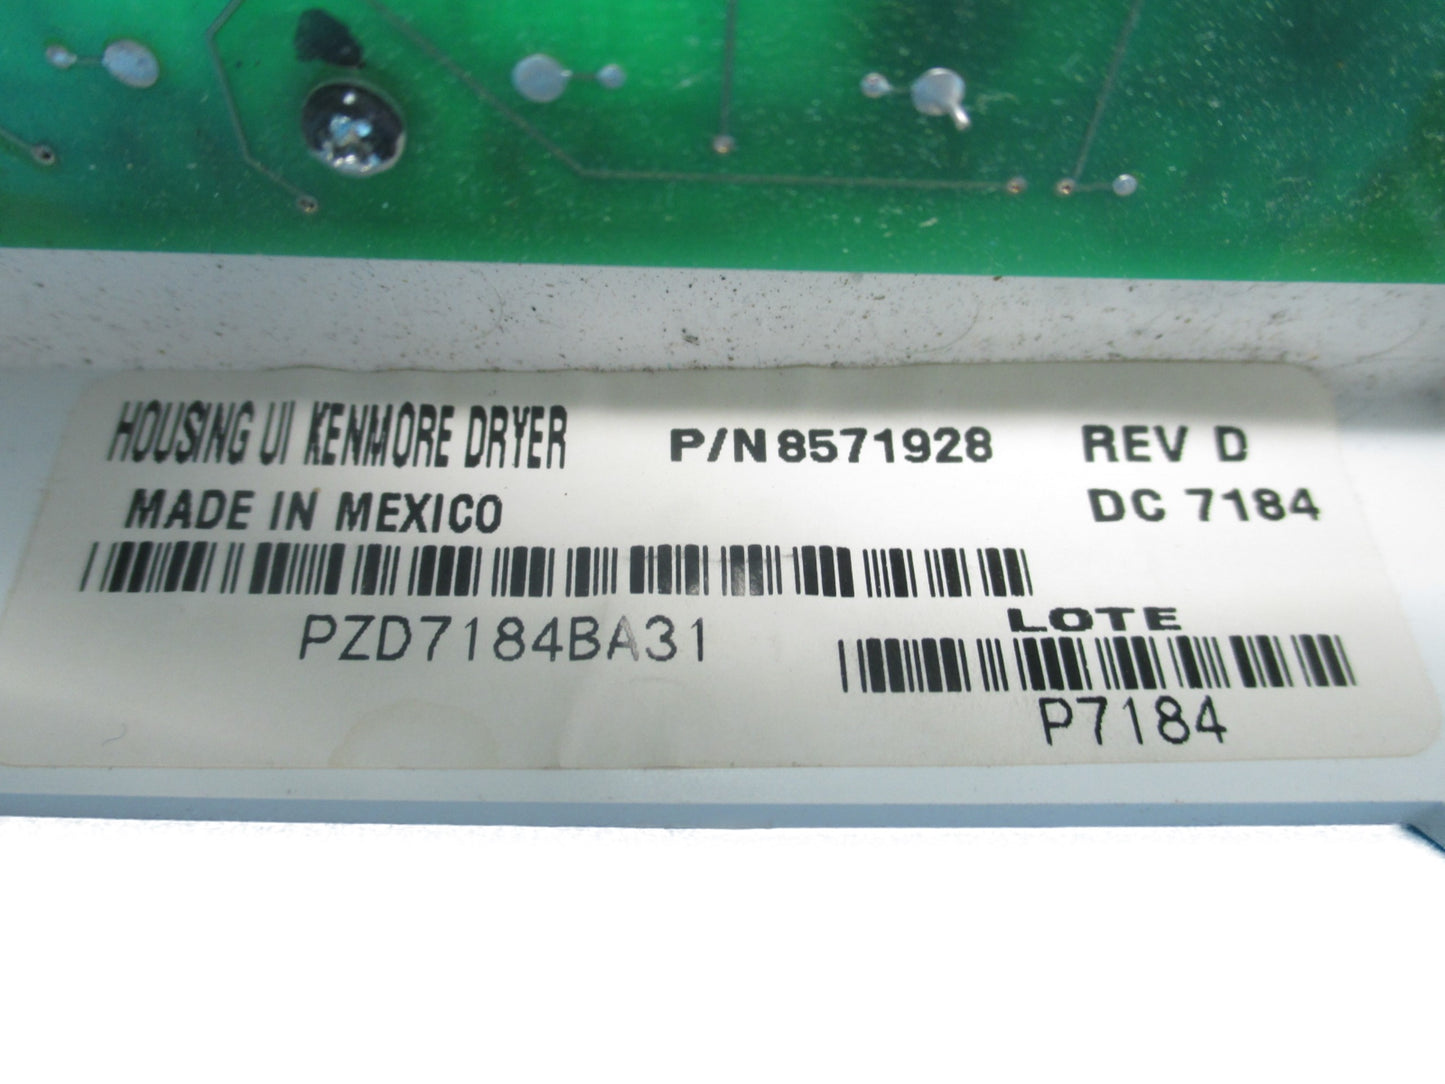 HOUSING UI KENMORE DRYER P/N 8571928 REV D
MADE IN MEXICO DC 7184
PZD7184BA31
LOTE
P7184